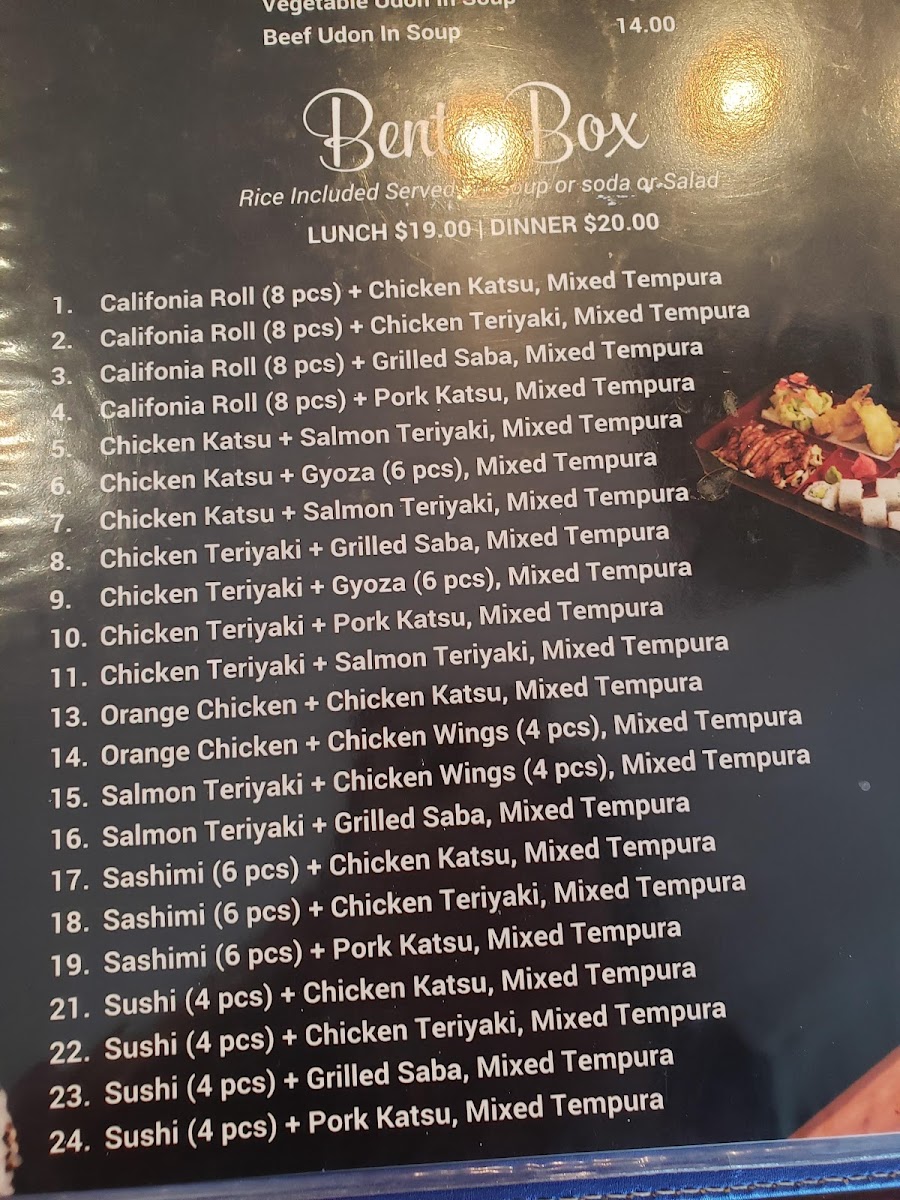 Vegetable Udon In Soup
Beef Udon In Soup 14.00
Bento Box
Rice Included Served soup or soda or Salad
LUNCH $19.00 | DINNER $20.00
1. Califonia Roll (8 pcs) + Chicken Katsu, Mixed Tempura
2. Califonia Roll (8 pcs) + Chicken Teriyaki, Mixed Tempura
3. Califonia Roll (8 pcs) + Grilled Saba, Mixed Tempura
4. Califonia Roll (8 pcs) + Pork Katsu, Mixed Tempura
5. Chicken Katsu + Salmon Teriyaki, Mixed Tempura
6. Chicken Katsu + Gyoza (6 pcs), Mixed Tempura
7. Chicken Katsu + Salmon Teriyaki, Mixed Tempura
8. Chicken Teriyaki + Grilled Saba, Mixed Tempura
9. Chicken Teriyaki + Gyoza (6 pcs), Mixed Tempura
10. Chicken Teriyaki + Pork Katsu, Mixed Tempura
11. Chicken Teriyaki + Salmon Teriyaki, Mixed Tempura
13. Orange Chicken + Chicken Katsu, Mixed Tempura
14. Orange Chicken + Chicken Wings (4 pcs), Mixed Tempura
15. Salmon Teriyaki + Chicken Wings (4 pcs), Mixed Tempura
16. Salmon Teriyaki + Grilled Saba, Mixed Tempura
17. Sashimi (6 pcs) + Chicken Katsu, Mixed Tempura
18. Sashimi (6 pcs) + Chicken Teriyaki, Mixed Tempura
19. Sashimi (6 pcs) + Pork Katsu, Mixed Tempura
21. Sushi (4 pcs) + Chicken Katsu, Mixed Tempura
22. Sushi (4 pcs) + Chicken Teriyaki, Mixed Tempura
23. Sushi (4 pcs) + Grilled Saba, Mixed Tempura
24. Sushi (4 pcs) + Pork Katsu, Mixed Tempura